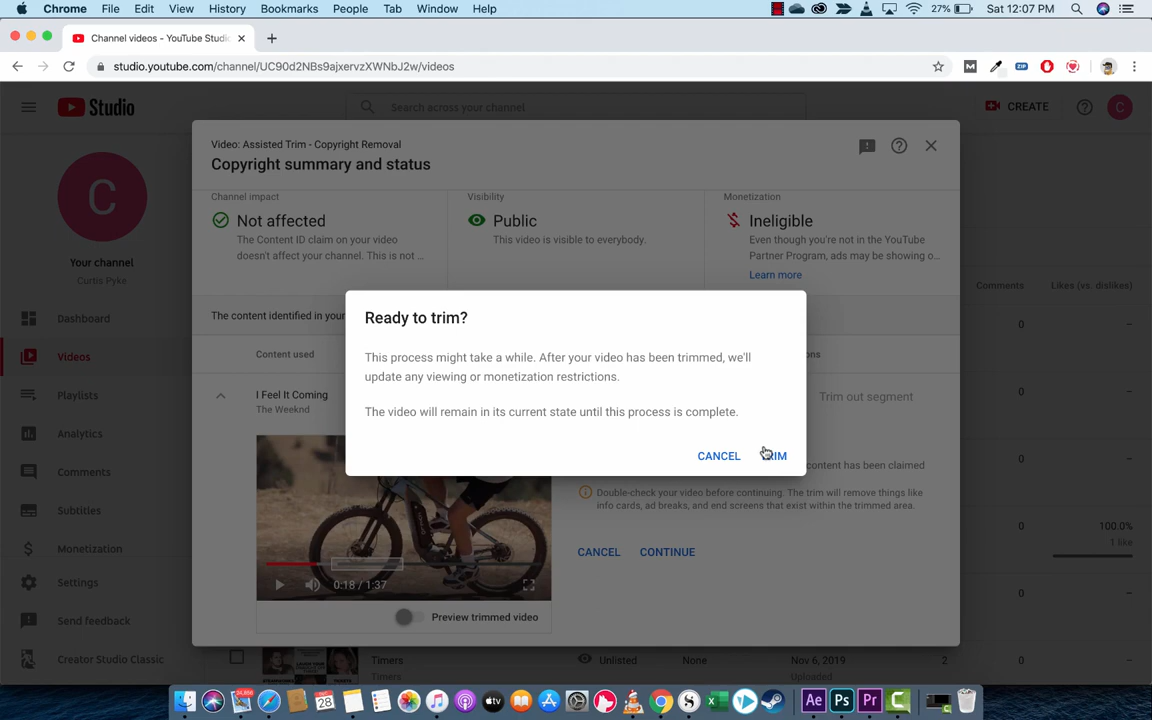 Chrome File Edit View History Bookmarks People Tab Window Help 27% Sat 12:07 PM
Channel videos - YouTube Studio
studio.youtube.com/channel/UC90d2NBs9ajxervzXWNbJ2w/videos
Studio Search across your channel CREATE C
Video: Assisted Trim - Copyright Removal
Copyright summary and status
C
Your channel
Curtis Pyke
Channel impact Visibility Monetization
Not affected Public Ineligible
The Content ID claim on your video This video is visible to everybody. Even though you're not in the YouTube
doesn't affect your channel. This is not ... Partner Program, ads may be showing o...
Learn more
Comments Likes (vs. dislikes)
The content identified in your
Content used
Dashboard
Videos
Playlists
Analytics
Comments
Subtitles
Monetization
Settings
Send feedback
Creator Studio Classic
Ready to trim?
This process might take a while. After your video has been trimmed, we'll
update any viewing or monetization restrictions.
The video will remain in its current state until this process is complete.
CANCEL TRIM
I Feel It Coming
The Weeknd
Trim out segment
content has been claimed
Double-check your video before continuing. The trim will remove things like
info cards, ad breaks, and end screens that exist within the trimmed area.
CANCEL CONTINUE
0:18 / 1:37
Preview trimmed video
0 –
0 –
0 –
0 100.0%
1 like
0 –
Timers Unlisted None Nov 6, 2019 2 –
Timers Uploaded
28
Ae Ps Pr